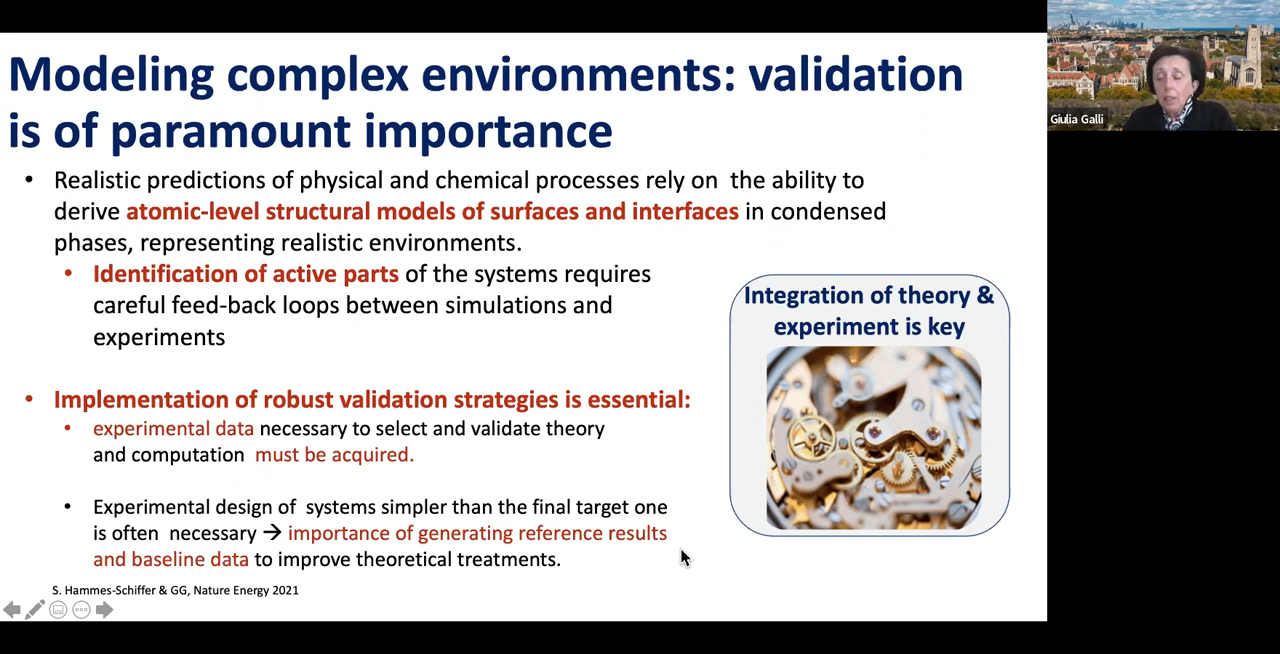 Modeling complex environments: validation
is of paramount importance
• Realistic predictions of physical and chemical processes rely on the ability to
derive atomic-level structural models of surfaces and interfaces in condensed
phases, representing realistic environments.
• Identification of active parts of the systems requires
careful feed-back loops between simulations and
experiments
• Implementation of robust validation strategies is essential:
• experimental data necessary to select and validate theory
and computation must be acquired.
• Experimental design of systems simpler than the final target one
is often necessary → importance of generating reference results
and baseline data to improve theoretical treatments.
S. Hammes-Schiffer & GG, Nature Energy 2021
Integration of theory &
experiment is key
Giulia Galli